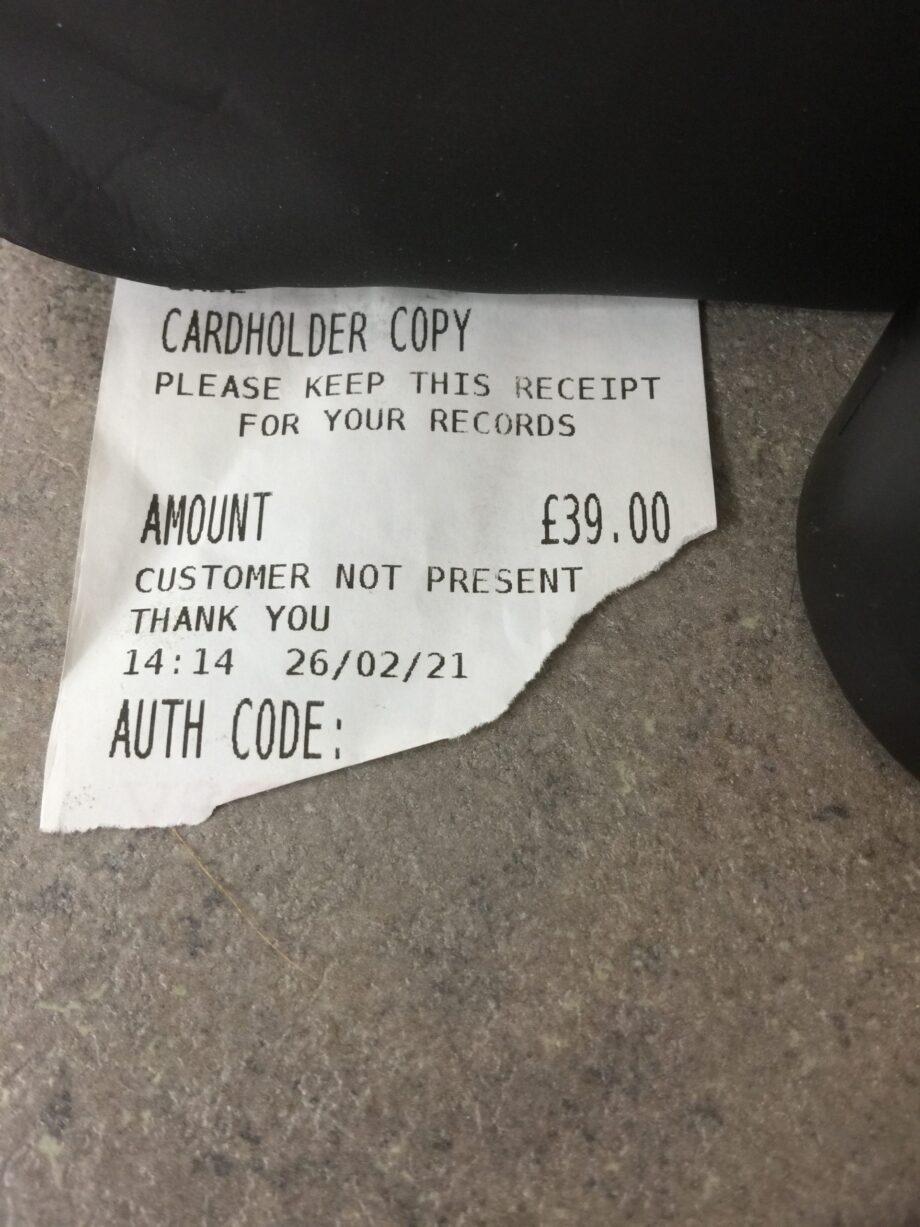 CARDHOLDER COPY
PLEASE KEEP THIS RECEIPT
FOR YOUR RECORDS
AMOUNT £39.00
CUSTOMER NOT PRESENT
THANK YOU
14:14 26/02/21
AUTH CODE: